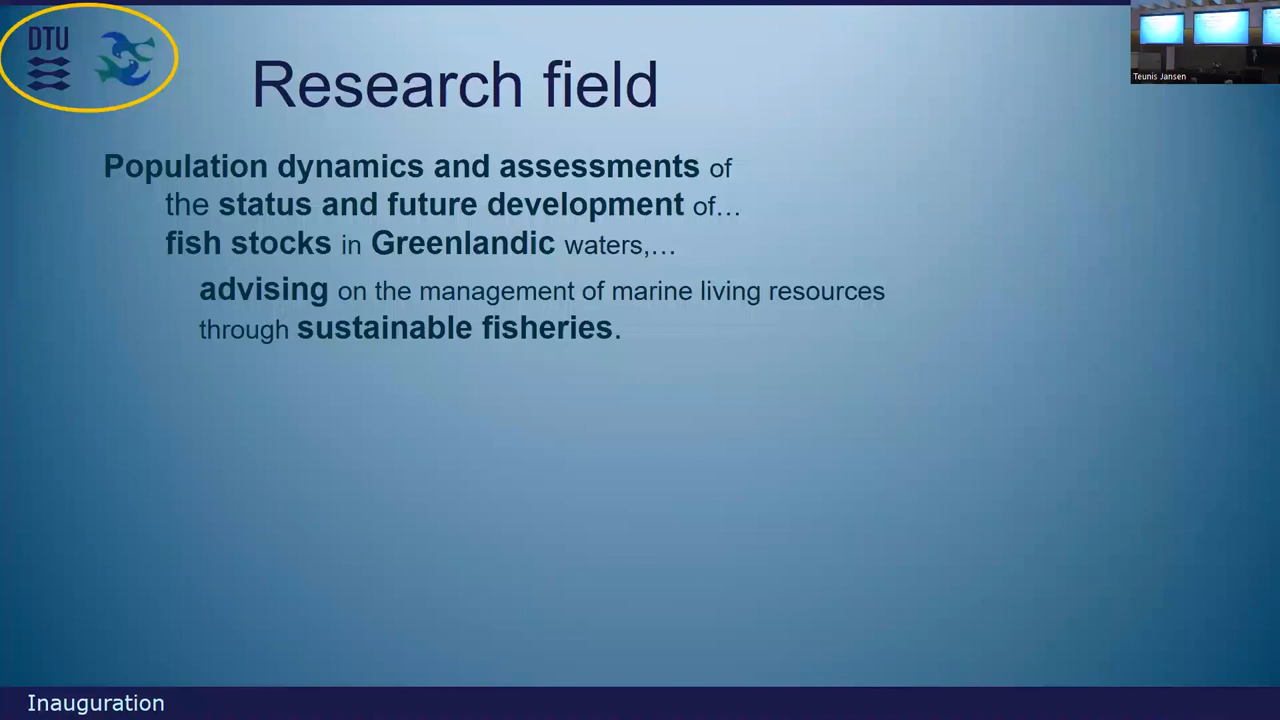 DTU
Research field
Teunis Jansen
Population dynamics and assessments of
the status and future development of…
fish stocks in Greenlandic waters,…
advising on the management of marine living resources
through sustainable fisheries.
Inauguration